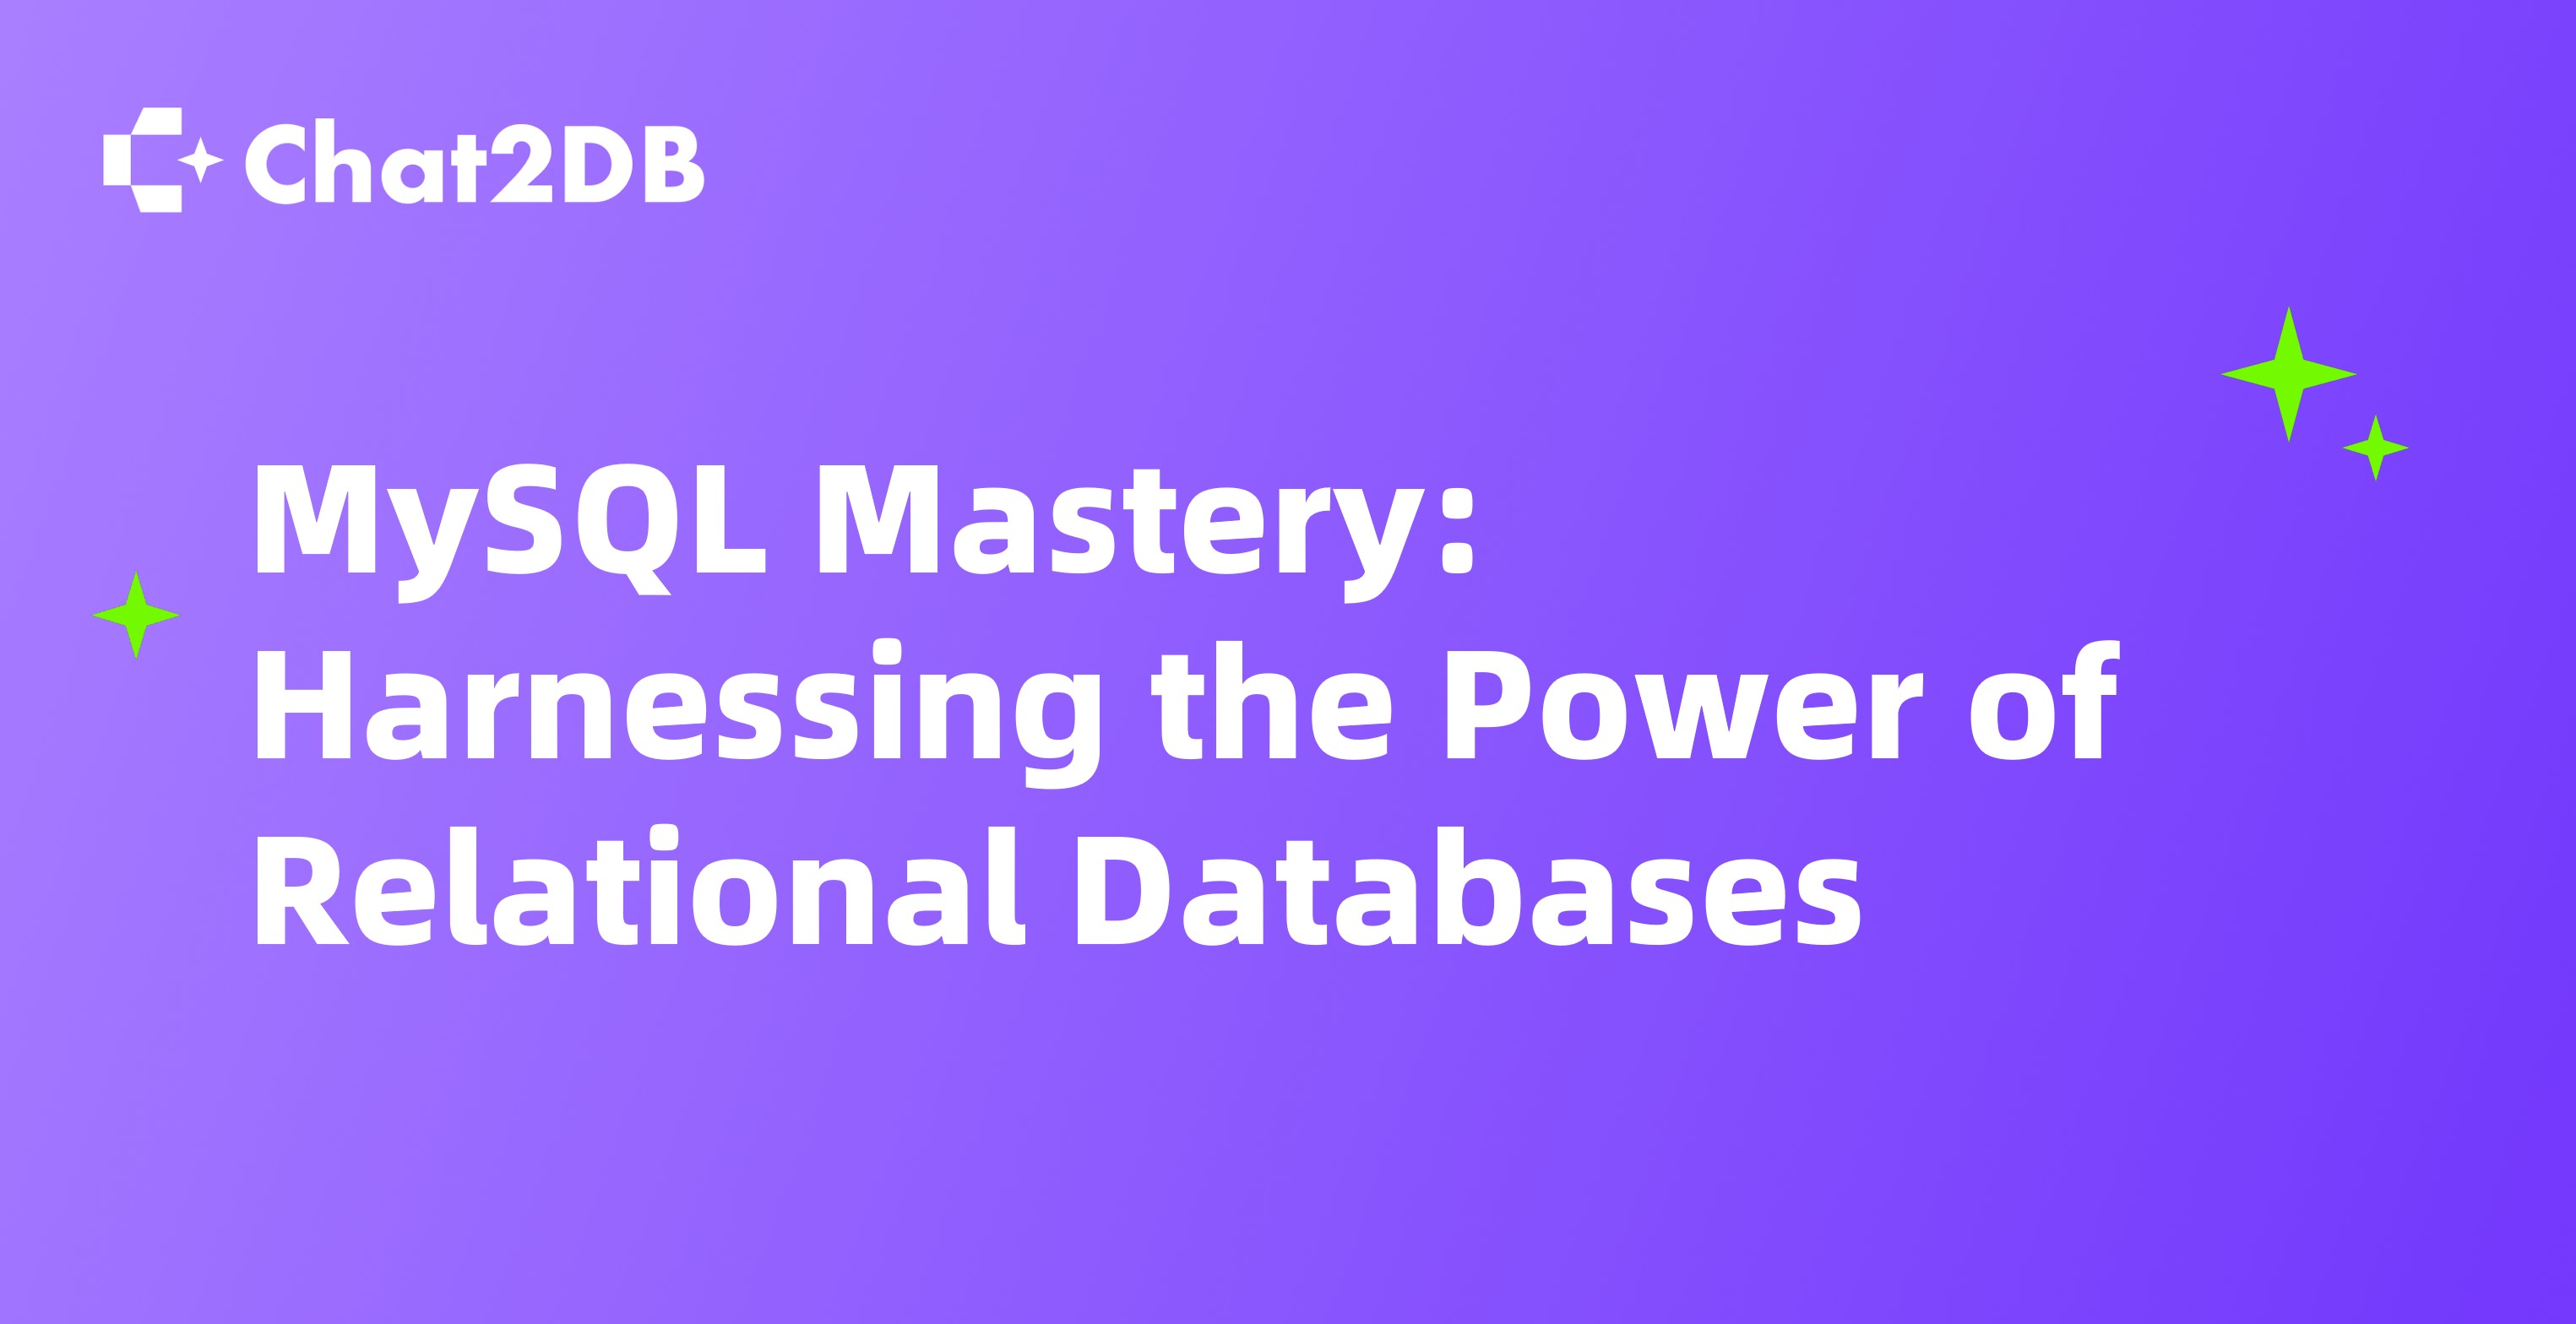 Chat2DB
MySQL Mastery:
Harnessing the Power of
Relational Databases